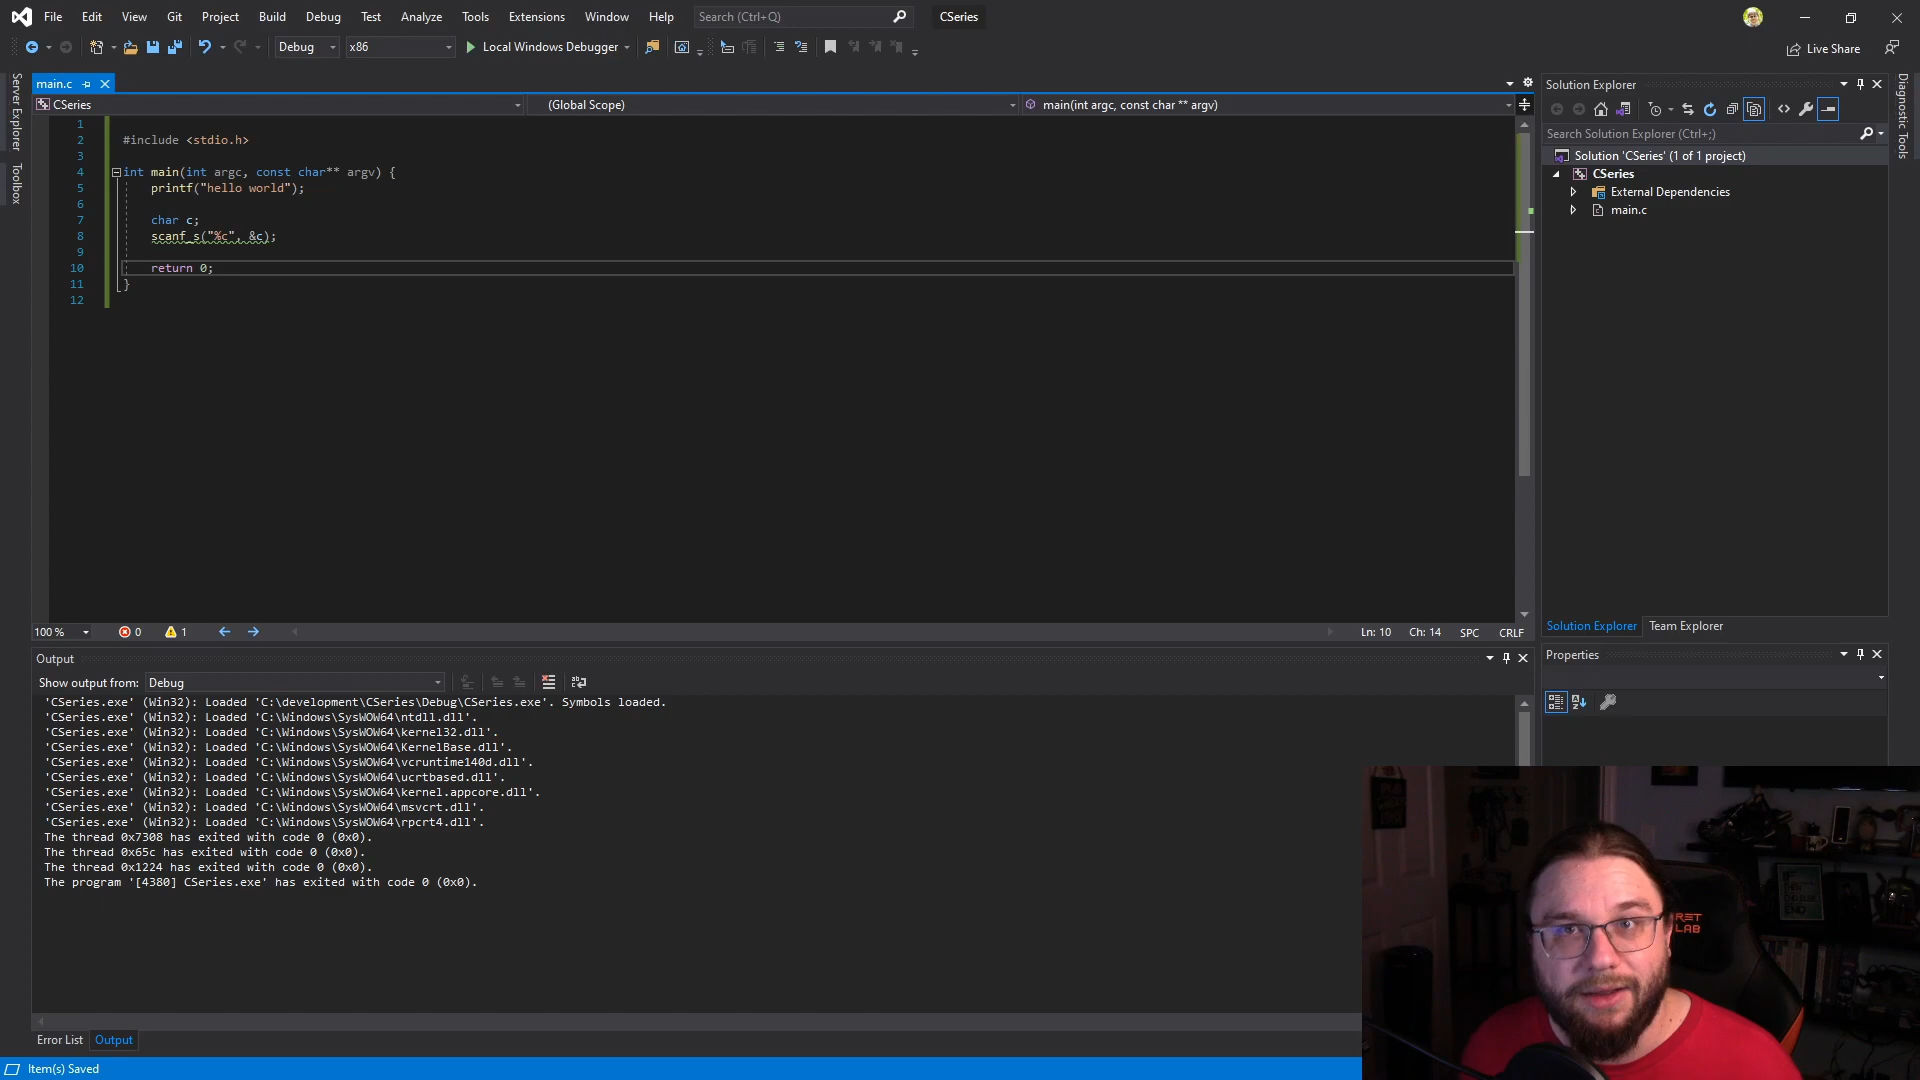 File Edit View Git Project Build Debug Test Analyze Tools Extensions Window Help Search (Ctrl+Q) CSeries
Debug x86 Local Windows Debugger Live Share
Server Explorer
Toolbox
main.c
CSeries (Global Scope) main(int argc, const char ** argv)
1
2 #include <stdio.h>
3
4 int main(int argc, const char** argv) {
5 printf("hello world");
6
7 char c;
8 scanf_s("%c", &c);
9
10 return 0;
11 }
12
100 % 0 1 Ln: 10 Ch: 14 SPC CRLF
Solution Explorer
Search Solution Explorer (Ctrl+;)
Solution 'CSeries' (1 of 1 project)
CSeries
External Dependencies
main.c
Solution Explorer Team Explorer
Properties
Diagnostic Tools
Output
Show output from: Debug
'CSeries.exe' (Win32): Loaded 'C:\development\CSeries\Debug\CSeries.exe'. Symbols loaded.
'CSeries.exe' (Win32): Loaded 'C:\Windows\SysWOW64\ntdll.dll'.
'CSeries.exe' (Win32): Loaded 'C:\Windows\SysWOW64\kernel32.dll'.
'CSeries.exe' (Win32): Loaded 'C:\Windows\SysWOW64\KernelBase.dll'.
'CSeries.exe' (Win32): Loaded 'C:\Windows\SysWOW64\vcruntime140d.dll'.
'CSeries.exe' (Win32): Loaded 'C:\Windows\SysWOW64\ucrtbased.dll'.
'CSeries.exe' (Win32): Loaded 'C:\Windows\SysWOW64\kernel.appcore.dll'.
'CSeries.exe' (Win32): Loaded 'C:\Windows\SysWOW64\msvcrt.dll'.
'CSeries.exe' (Win32): Loaded 'C:\Windows\SysWOW64\rpcrt4.dll'.
The thread 0x7308 has exited with code 0 (0x0).
The thread 0x65c has exited with code 0 (0x0).
The thread 0x1224 has exited with code 0 (0x0).
The program '[4380] CSeries.exe' has exited with code 0 (0x0).
Error List Output
Item(s) Saved
RET
LAB